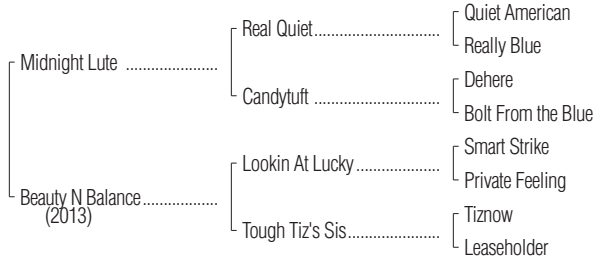 Quiet American
Real Quiet
Really Blue
Midnight Lute
Dehere
Candytuft
Bolt From the Blue
Smart Strike
Lookin At Lucky
Private Feeling
Beauty N Balance
(2013)
Tiznow
Tough Tiz's Sis
Leaseholder